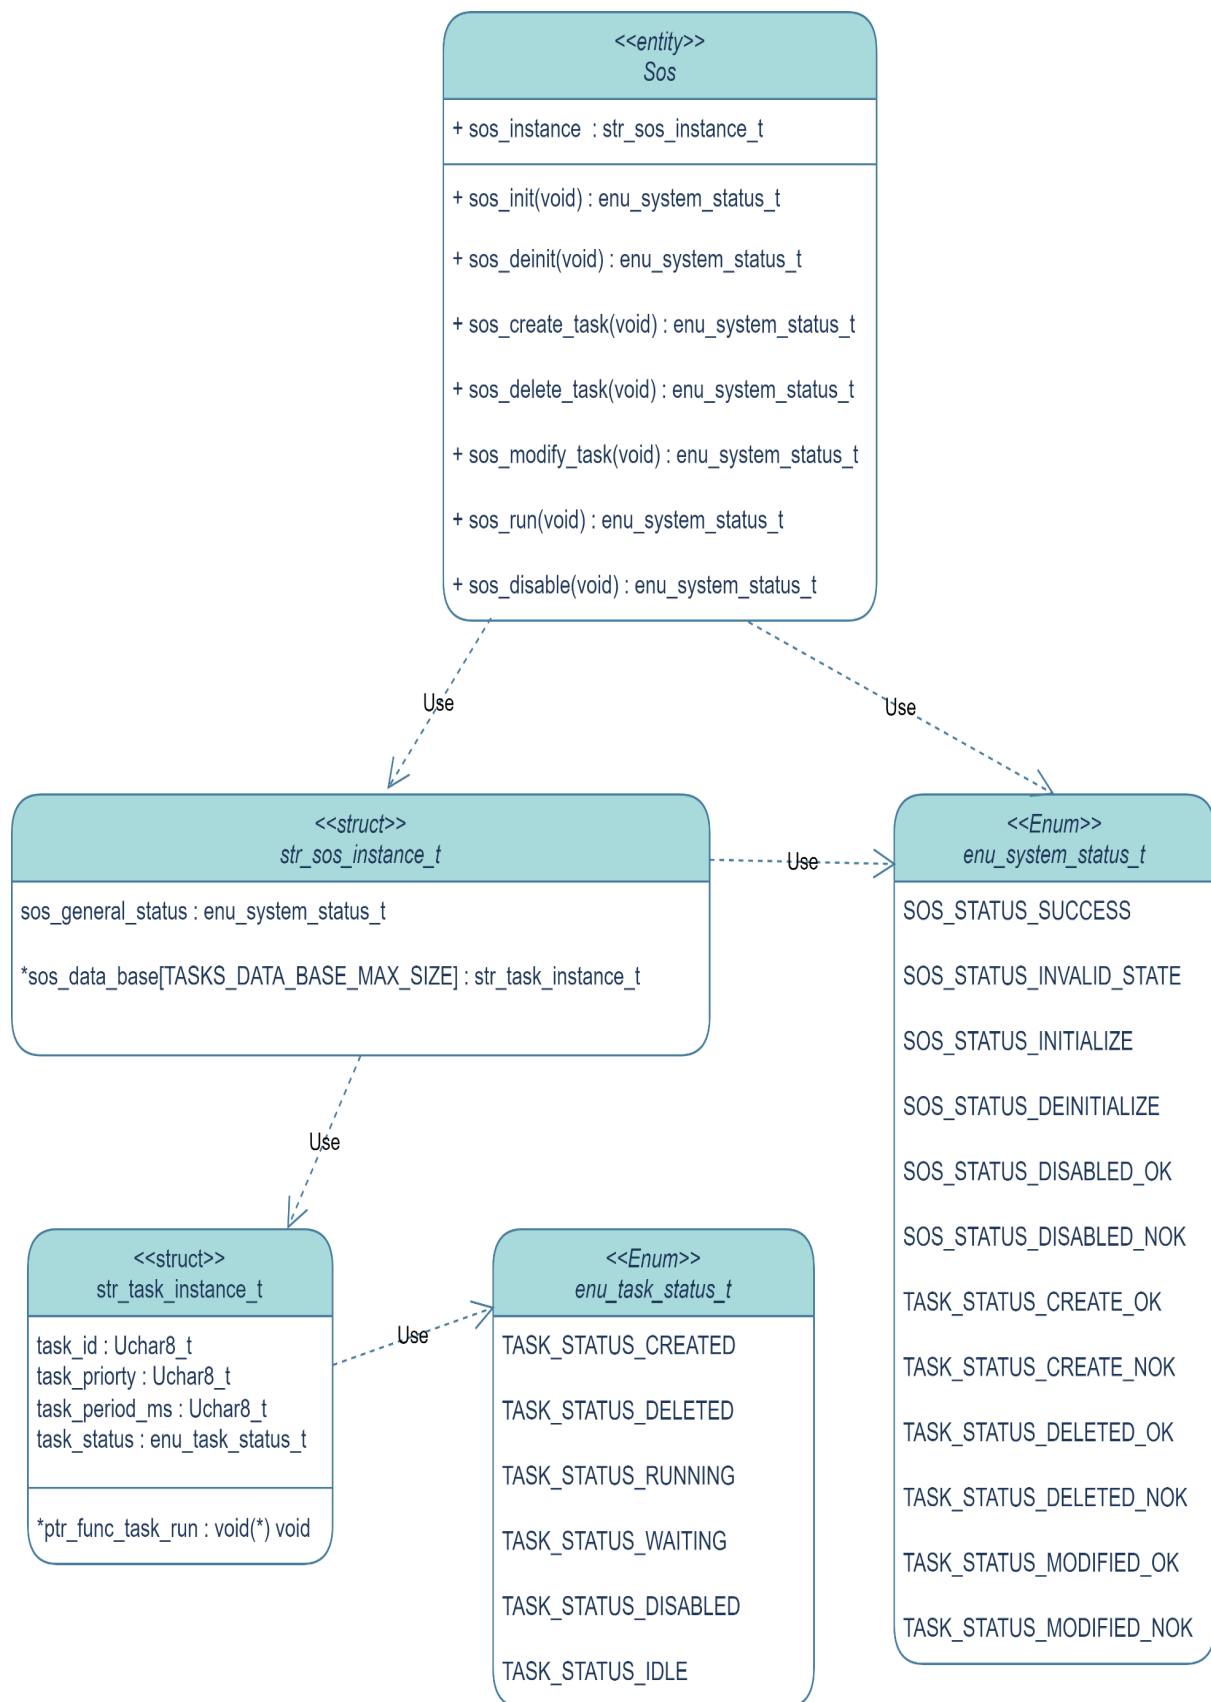 <<entity>>
Sos
+ sos_instance : str_sos_instance_t
+ sos_init(void) : enu_system_status_t
+ sos_deinit(void) : enu_system_status_t
+ sos_create_task(void) : enu_system_status_t
+ sos_delete_task(void) : enu_system_status_t
+ sos_modify_task(void) : enu_system_status_t
+ sos_run(void) : enu_system_status_t
+ sos_disable(void) : enu_system_status_t
Use
Use
<<struct>>
str_sos_instance_t
sos_general_status : enu_system_status_t
*sos_data_base[TASKS_DATA_BASE_MAX_SIZE] : str_task_instance_t
Use
<<Enum>>
enu_system_status_t
SOS_STATUS_SUCCESS
SOS_STATUS_INVALID_STATE
SOS_STATUS_INITIALIZE
SOS_STATUS_DEINITIALIZE
SOS_STATUS_DISABLED_OK
SOS_STATUS_DISABLED_NOK
TASK_STATUS_CREATE_OK
TASK_STATUS_CREATE_NOK
TASK_STATUS_DELETED_OK
TASK_STATUS_DELETED_NOK
TASK_STATUS_MODIFIED_OK
TASK_STATUS_MODIFIED_NOK
Use
<<struct>>
str_task_instance_t
task_id : Uchar8_t
task_priorty : Uchar8_t
task_period_ms : Uchar8_t
task_status : enu_task_status_t
*ptr_func_task_run : void(*) void
Use
<<Enum>>
enu_task_status_t
TASK_STATUS_CREATED
TASK_STATUS_DELETED
TASK_STATUS_RUNNING
TASK_STATUS_WAITING
TASK_STATUS_DISABLED
TASK_STATUS_IDLE